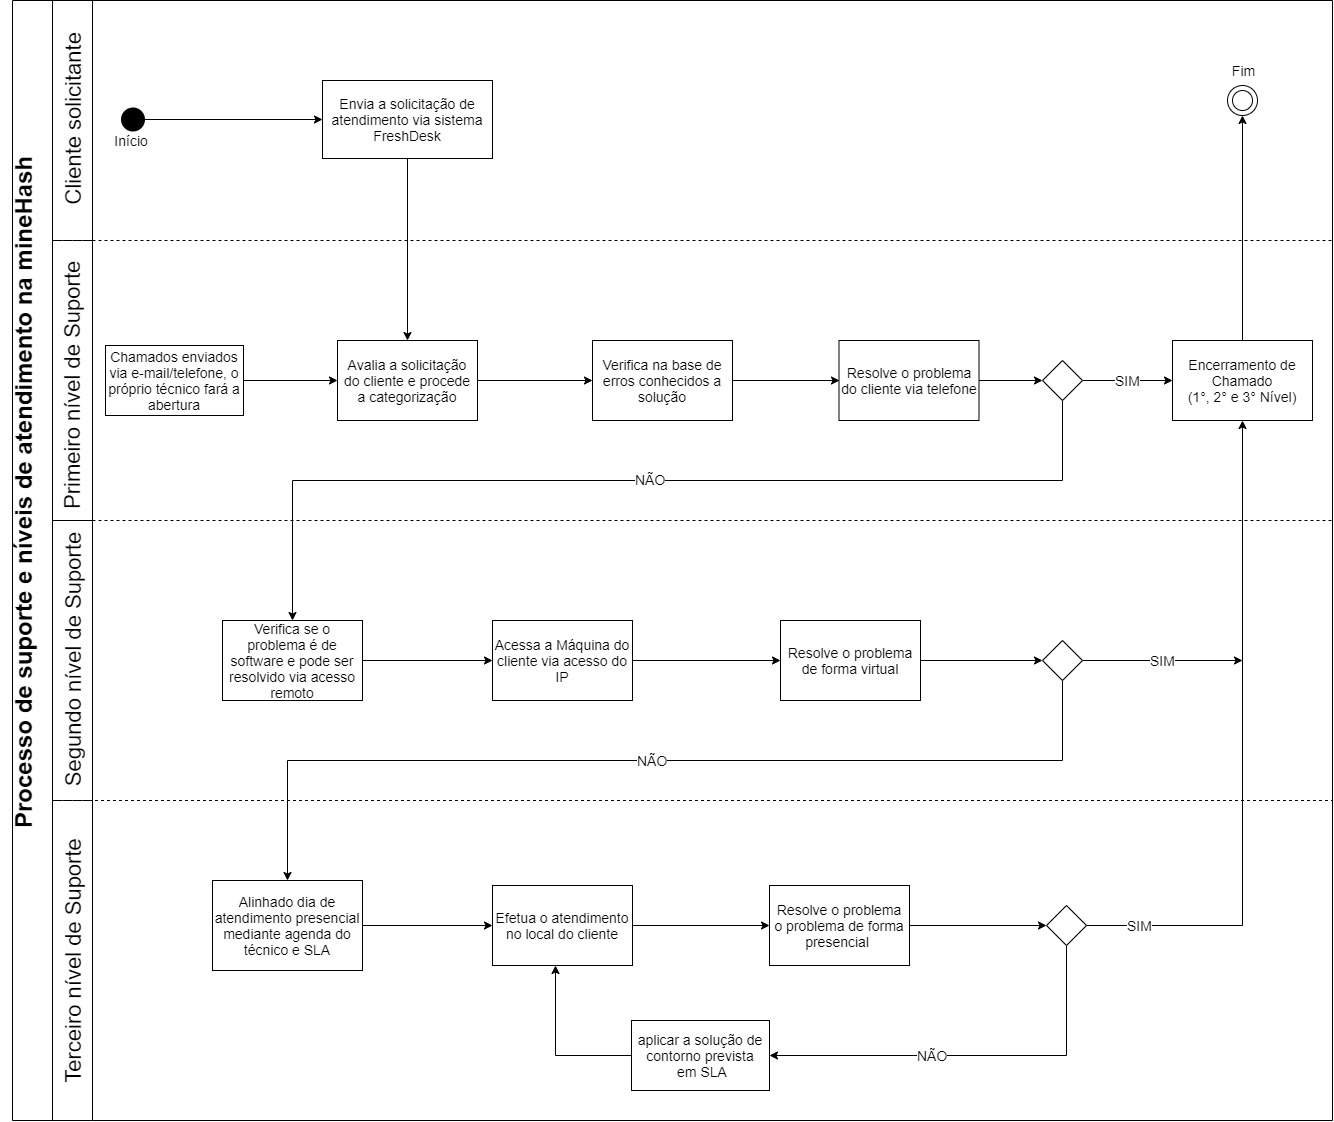 Processo de suporte e níveis de atendimento na mineHash
Cliente solicitante
Início
Envia a solicitação de
atendimento via sistema
FreshDesk
Fim
Primeiro nível de Suporte
Chamados enviados
via e-mail/telefone, o
próprio técnico fará a
abertura
Avalia a solicitação
do cliente e procede
a categorização
Verifica na base de
erros conhecidos a
solução
Resolve o problema
do cliente via telefone
SIM
Encerramento de
Chamado
(1°, 2° e 3° Nível)
NÃO
Segundo nível de Suporte
Verifica se o
problema é de
software e pode ser
resolvido via acesso
remoto
Acessa a Máquina do
cliente via acesso do
IP
Resolve o problema
de forma virtual
SIM
NÃO
Terceiro nível de Suporte
Alinhado dia de
atendimento presencial
mediante agenda do
técnico e SLA
Efetua o atendimento
no local do cliente
Resolve o problema
o problema de forma
presencial
SIM
aplicar a solução de
contorno prevista
em SLA
NÃO